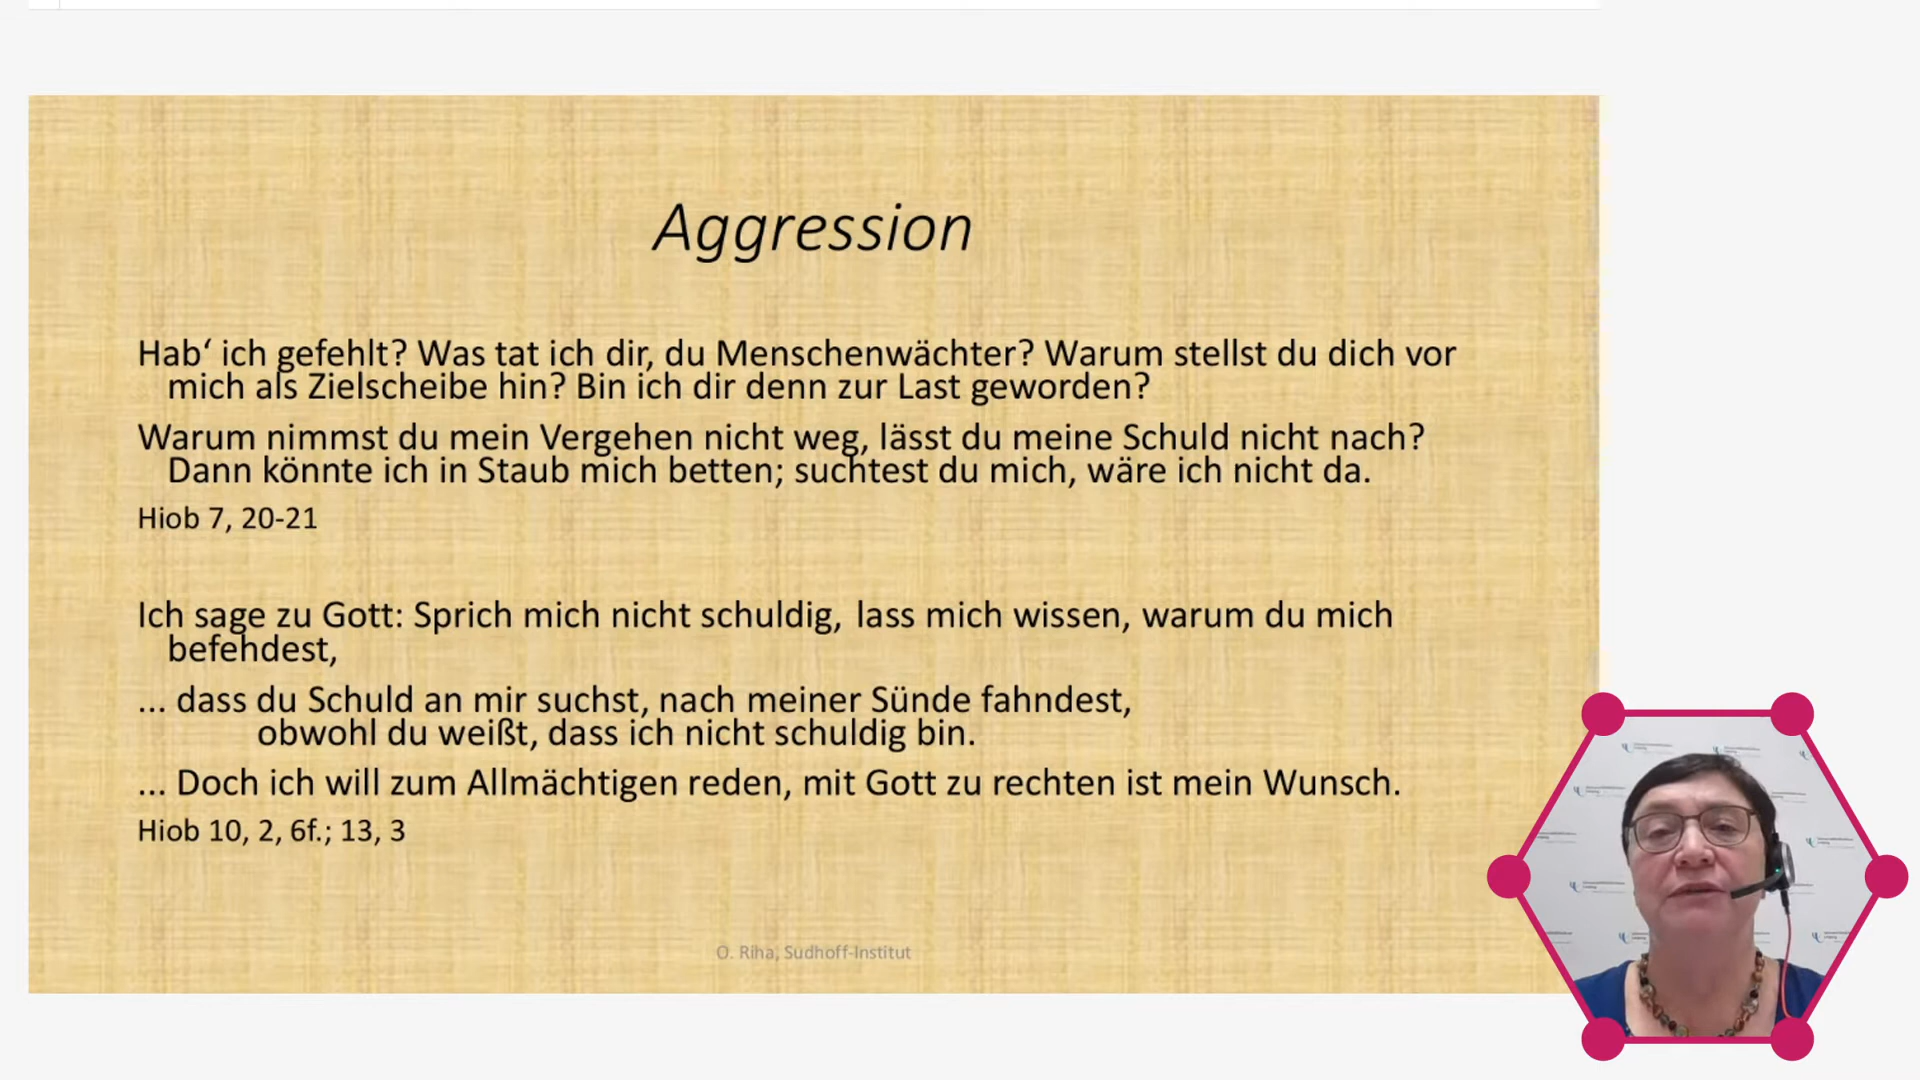 Aggression
Hab‘ ich gefehlt? Was tat ich dir, du Menschenwächter? Warum stellst du dich vor
mich als Zielscheibe hin? Bin ich dir denn zur Last geworden?
Warum nimmst du mein Vergehen nicht weg, lässt du meine Schuld nicht nach?
Dann könnte ich in Staub mich betten; suchtest du mich, wäre ich nicht da.
Hiob 7, 20-21
Ich sage zu Gott: Sprich mich nicht schuldig, lass mich wissen, warum du mich
befehdest,
... dass du Schuld an mir suchst, nach meiner Sünde fahndest,
obwohl du weißt, dass ich nicht schuldig bin.
... Doch ich will zum Allmächtigen reden, mit Gott zu rechten ist mein Wunsch.
Hiob 10, 2, 6f.; 13, 3
O. Riha, Sudhoff-Institut